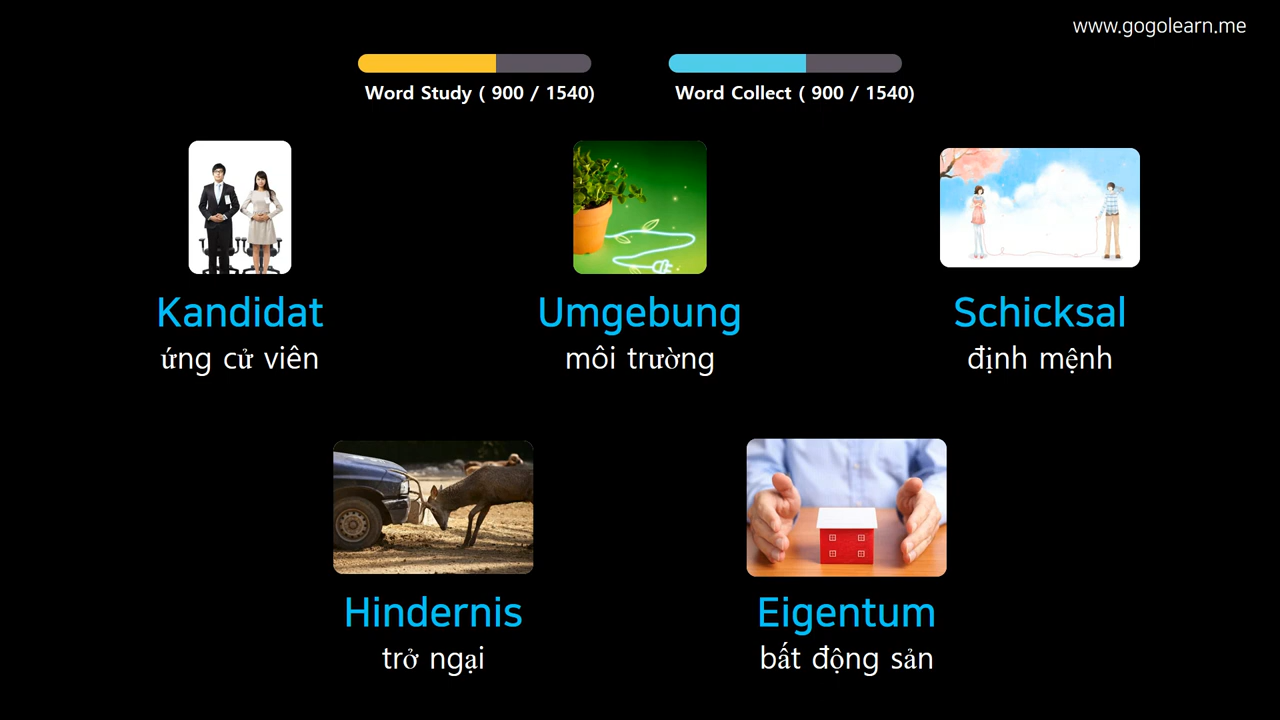 www.gogolearn.me
Word Study ( 900 / 1540)
Word Collect ( 900 / 1540)
Kandidat
ứng cử viên
Umgebung
môi trường
Schicksal
định mệnh
Hindernis
trở ngại
Eigentum
bất động sản